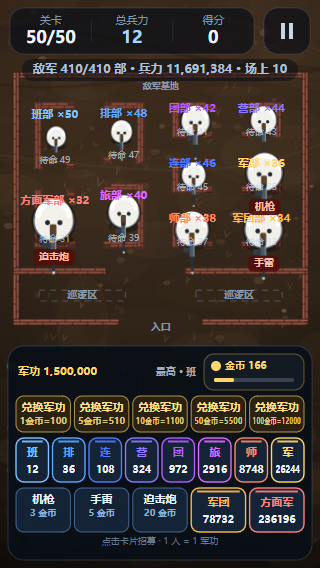 关卡 总兵力 得分
50/50 12 0
敌军 410/410 部·兵力 11,691,384·场上 10
敌军基地
班部 ×50 排部 ×48 团部 ×42 营部 ×44
待命 49 待命 47
连部 ×46 军部 ×36
待命 45
方面军部 ×32 旅部 ×40 机枪
待命 39
师部 ×38 军团部 ×34
迫击炮 手雷
巡逻区 巡逻区
入口
军功 1,500,000 最高·班 金币 166
兑换军功 兑换军功 兑换军功 兑换军功 兑换军功
1金币=100 5金币=510 10金币=1100 50金币=5500 100金币=12000
班 排 连 营 团 旅 师 军
12 36 108 324 972 2916 8748 26244
机枪 手雷 迫击炮 军团 方面军
3 金币 5 金币 20 金币 78732 236196
点击卡片招募·1 人 = 1 军功